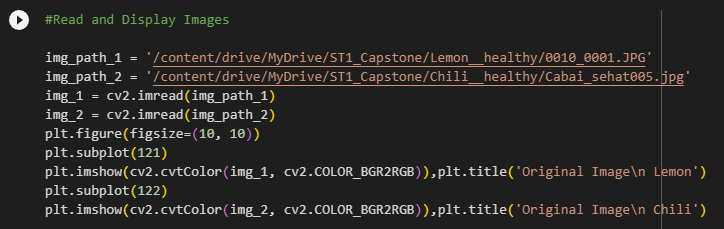 #Read and Display Images
img_path_1 = '/content/drive/MyDrive/ST1_Capstone/Lemon__healthy/0010_0001.JPG'
img_path_2 = '/content/drive/MyDrive/ST1_Capstone/Chili__healthy/Cabai_sehat005.jpg'
img_1 = cv2.imread(img_path_1)
img_2 = cv2.imread(img_path_2)
plt.figure(figsize=(10, 10))
plt.subplot(121)
plt.imshow(cv2.cvtColor(img_1, cv2.COLOR_BGR2RGB)),plt.title('Original Image\n Lemon')
plt.subplot(122)
plt.imshow(cv2.cvtColor(img_2, cv2.COLOR_BGR2RGB)),plt.title('Original Image\n Chili')